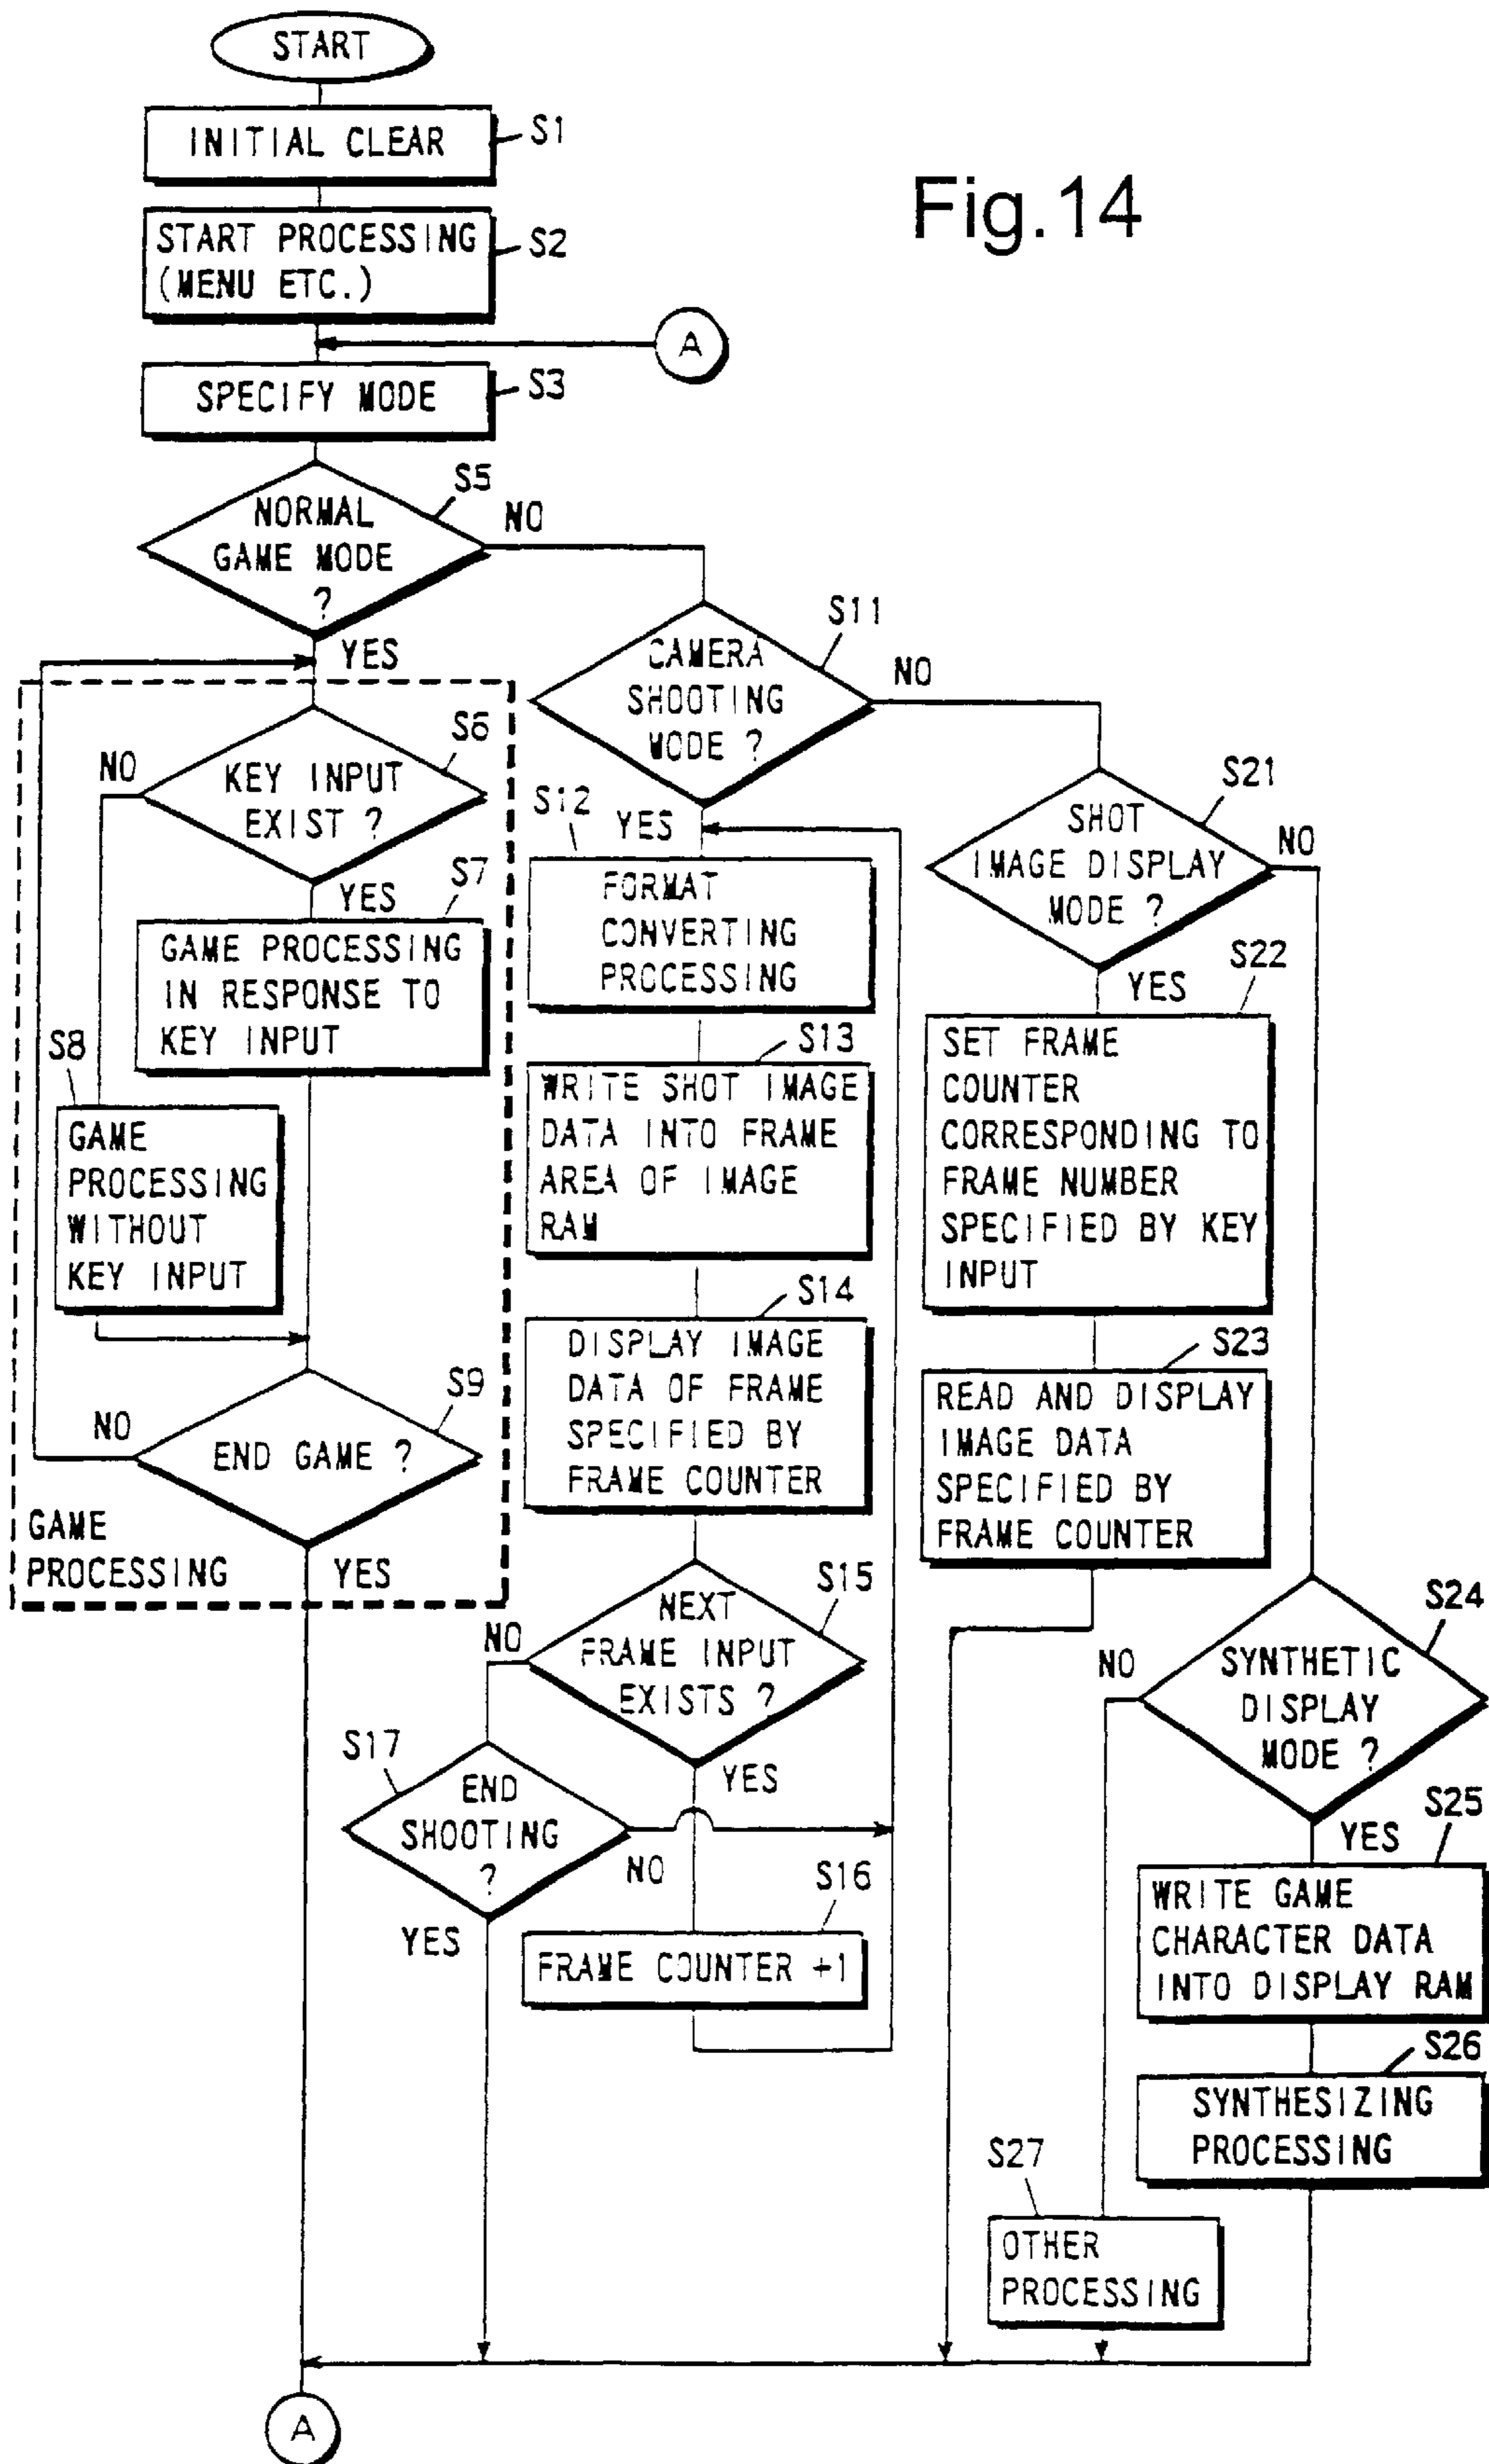 START
INITIAL CLEAR
S1
Fig.14
START PROCESSING
(MENU ETC.)
S2
A
SPECIFY MODE
S3
NORMAL
GAME MODE
?
S5
NO
YES
CAMERA
SHOOTING
MODE ?
S11
NO
YES
KEY INPUT
EXIST ?
S6
NO
YES
GAME PROCESSING
IN RESPONSE TO
KEY INPUT
S7
S8
GAME
PROCESSING
WITHOUT
KEY INPUT
END GAME ?
S9
NO
YES
GAME
PROCESSING
S12
FORMAT
CONVERTING
PROCESSING
S13
WRITE SHOT IMAGE
DATA INTO FRAME
AREA OF IMAGE
RAM
S14
DISPLAY IMAGE
DATA OF FRAME
SPECIFIED BY
FRAME COUNTER
S15
NEXT
FRAME INPUT
EXISTS ?
NO
YES
S17
END
SHOOTING
?
NO
YES
S16
FRAME COUNTER +1
S21
SHOT
IMAGE DISPLAY
MODE ?
NO
YES
S22
SET FRAME
COUNTER
CORRESPONDING TO
FRAME NUMBER
SPECIFIED BY KEY
INPUT
S23
READ AND DISPLAY
IMAGE DATA
SPECIFIED BY
FRAME COUNTER
S24
SYNTHETIC
DISPLAY
MODE ?
NO
YES
S25
WRITE GAME
CHARACTER DATA
INTO DISPLAY RAM
S26
SYNTHESIZING
PROCESSING
S27
OTHER
PROCESSING
A